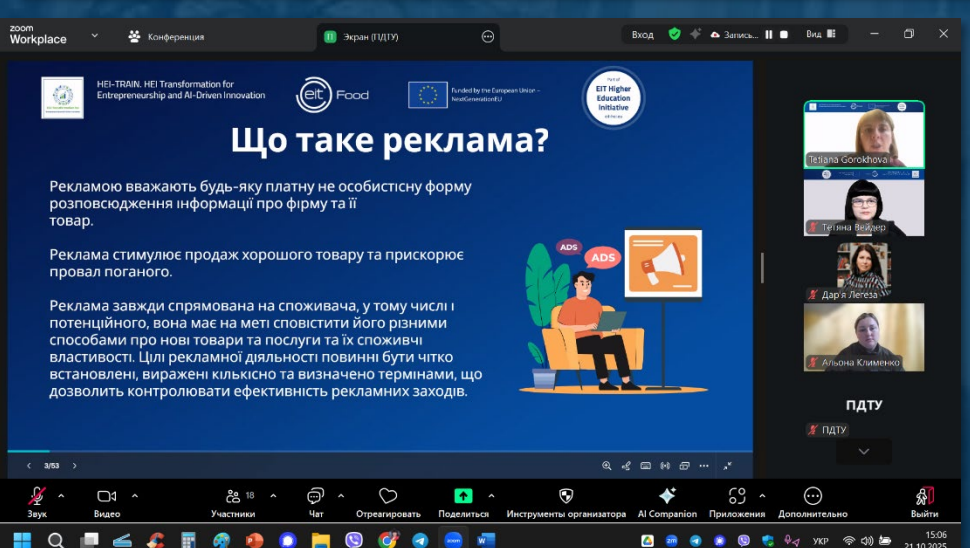 zoom
Workplace
Конференция
П Экран (ПДТУ)
Вход
Запись...
Вид
HEI-TRAIN. HEI Transformation for
Entrepreneurship and AI-Driven Innovation
eit Food
Funded by the European Union –
NextGenerationEU
EIT Higher
Education
Initiative
Що таке реклама?
Рекламою вважають будь-яку платну не особистісну форму
розповсюдження інформації про фірму та її
товар.
Реклама стимулює продаж хорошого товару та прискорює
провал поганого.
Реклама завжди спрямована на споживача, у тому числі і
потенційного, вона має на меті сповістити його різними
способами про нові товари та послуги та їх споживчі
властивості. Цілі рекламної діяльності повинні бути чітко
встановлені, виражені кількісно та визначено термінами, що
дозволить контролювати ефективність рекламних заходів.
ADS
ADS
Tetiana Gorokhova
Тетяна Вейдер
Дар'я Легеза
Альона Клименко
ПДТУ
ПДТУ
3/53
Звук
Видео
18
Участники
Чат
Отреагировать
Поделиться
Инструменты организатора
AI Companion
Приложения
Дополнительно
Выйти
УКР
15:06
21.10.2025